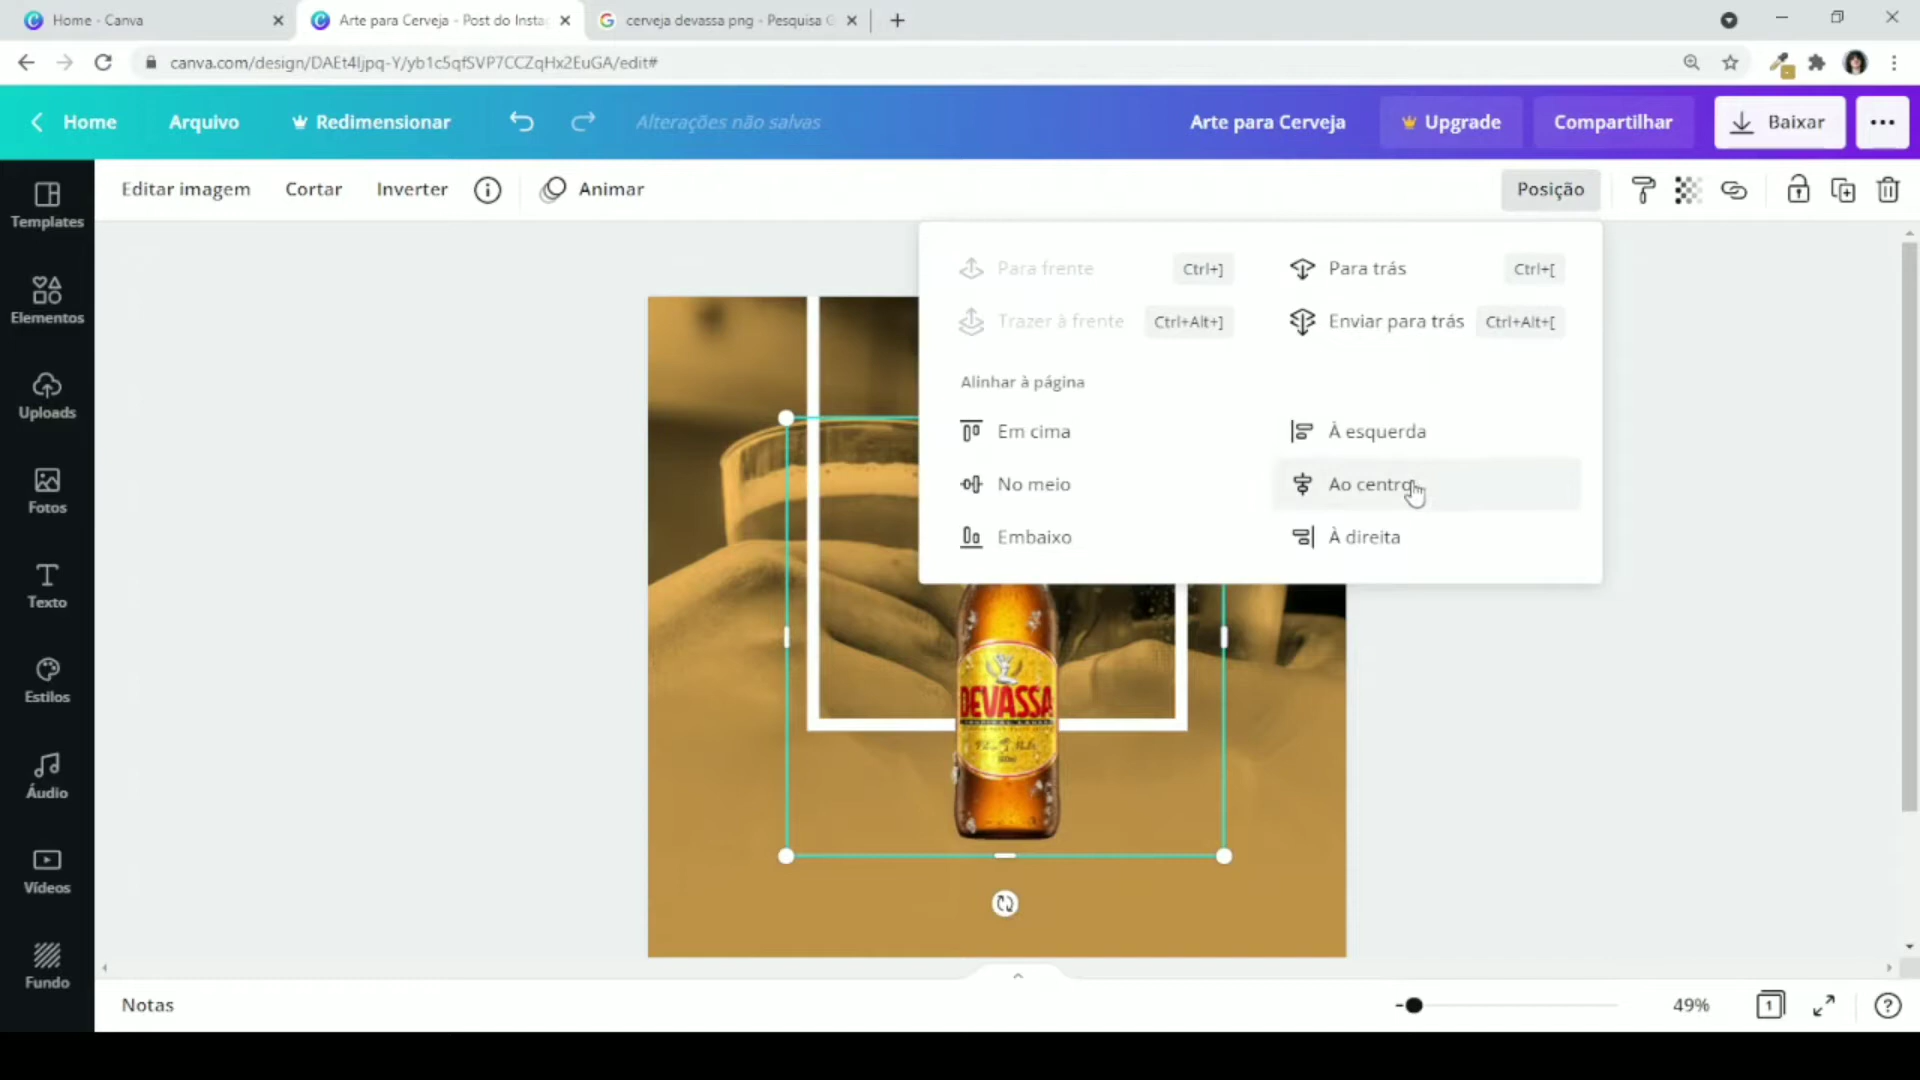 Home - Canva
Arte para Cerveja - Post do Insta
cerveja devassa png - Pesquisa
canva.com/design/DAEt4ljpq-Y/yb1c5qfSVP7CCZqHx2EuGA/edit#
Home
Arquivo
Redimensionar
Alterações não salvas
Arte para Cerveja
Upgrade
Compartilhar
Baixar
Templates
Elementos
Uploads
Fotos
Texto
Estilos
Áudio
Vídeos
Fundo
Editar imagem
Cortar
Inverter
Animar
Posição
Para frente
Ctrl+]
Para trás
Ctrl+[
Trazer à frente
Ctrl+Alt+]
Enviar para trás
Ctrl+Alt+[
Alinhar à página
Em cima
À esquerda
No meio
Ao centro
Embaixo
À direita
DEVASSA
Notas
49%
1